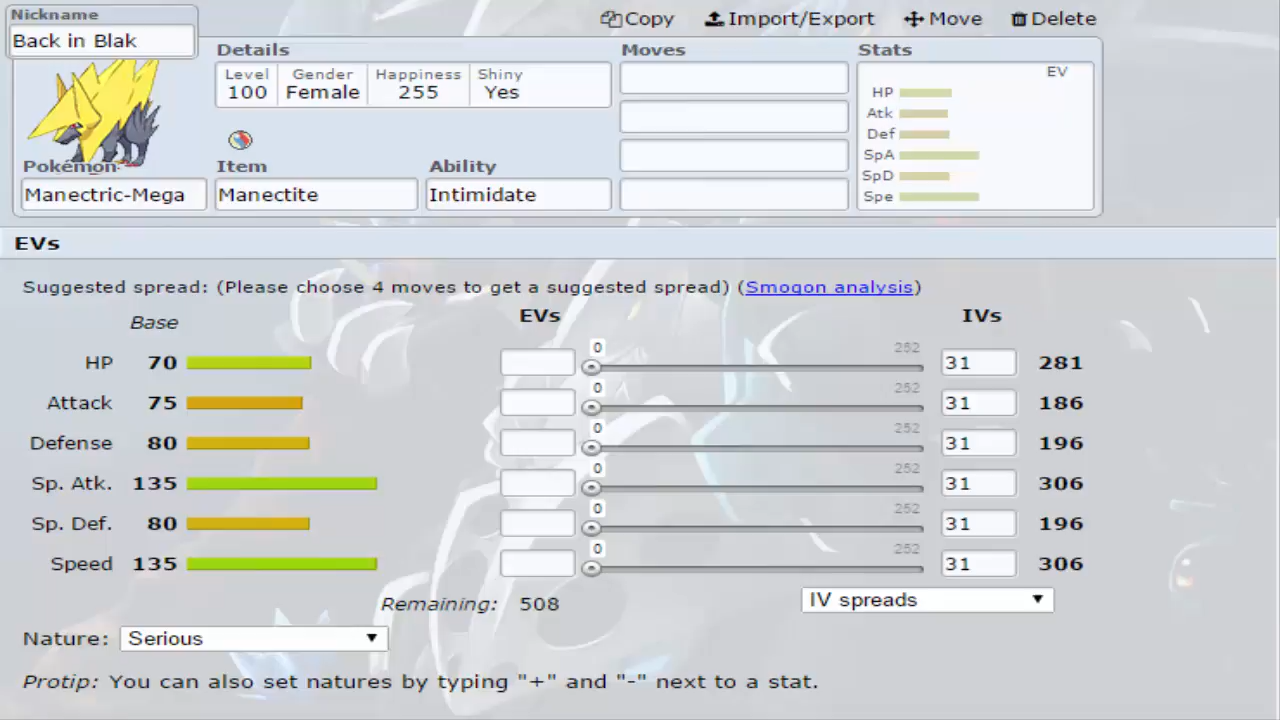 Nickname
Back in Blak
Copy Import/Export Move Delete
Details
Level Gender Happiness Shiny
100 Female 255 Yes
Pokémon
Manectric-Mega
Item
Manectite
Ability
Intimidate
Moves
Stats
EV
HP
Atk
Def
SpA
SpD
Spe
EVs
Suggested spread: (Please choose 4 moves to get a suggested spread) (Smogon analysis)
Base EVs IVs
HP 70 0 252 31 281
Attack 75 0 252 31 186
Defense 80 0 252 31 196
Sp. Atk. 135 0 252 31 306
Sp. Def. 80 0 252 31 196
Speed 135 0 252 31 306
Remaining: 508 IV spreads
Nature: Serious
Protip: You can also set natures by typing "+" and "-" next to a stat.